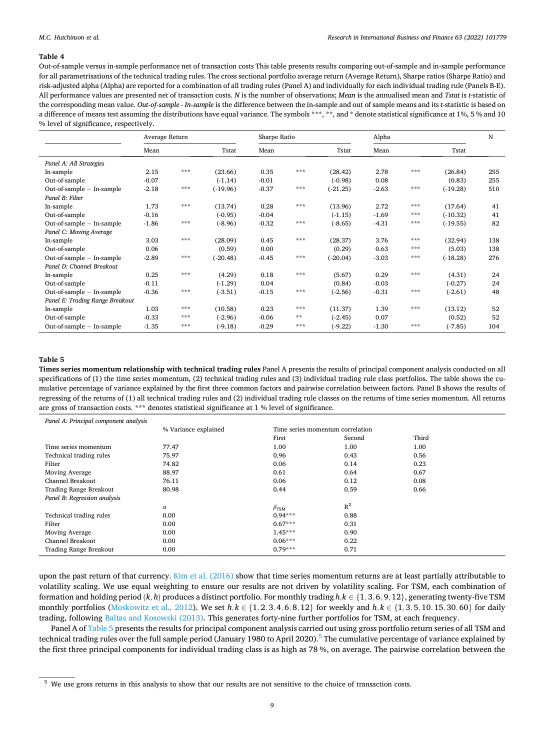 M.C. Hutchinson et al.
Research in International Business and Finance 63 (2022) 101779
Table 4
Out-of-sample versus in-sample performance net of transaction costs This table presents results comparing out-of-sample and in-sample performance
for all parametrisations of the technical trading rules. The cross sectional portfolio average return (Average Return), Sharpe ratios (Sharpe Ratio) and
risk-adjusted alpha (Alpha) are reported for a combination of all trading rules (Panel A) and individually for each individual trading rule (Panels B-E).
All performance values are presented net of transaction costs. N is the number of observations; Mean is the annualised mean and Tstat is t-statistic of
the corresponding mean value. Out-of-sample - In-sample is the difference between the in-sample and out of sample means and its t-statistic is based on
a difference of means test assuming the distributions have equal variance. The symbols ***, **, and * denote statistical significance at 1%, 5 % and 10
% level of significance, respectively.
Average Return Sharpe Ratio Alpha N
Mean Tstat Mean Tstat Mean Tstat
Panel A: All Strategies
In-sample 2.15 *** (23.66) 0.35 *** (28.42) 2.78 *** (26.84) 255
Out-of-sample -0.07 (-1.14) -0.01 (-0.98) 0.08 (0.83) 255
Out-of-sample − In-sample -2.18 *** (-19.96) -0.37 *** (-21.25) -2.63 *** (-19.28) 510
Panel B: Filter
In-sample 1.73 *** (13.74) 0.28 *** (13.96) 2.72 *** (17.64) 41
Out-of-sample -0.16 (-0.95) -0.04 (-1.15) -1.69 *** (-10.32) 41
Out-of-sample − In-sample -1.86 *** (-8.96) -0.32 *** (-8.65) -4.31 *** (-19.55) 82
Panel C: Moving Average
In-sample 3.03 *** (28.09) 0.45 *** (28.37) 3.76 *** (32.94) 138
Out-of-sample 0.06 (0.59) 0.00 (0.29) 0.63 *** (5.03) 138
Out-of-sample − In-sample -2.89 *** (-20.48) -0.45 *** (-20.04) -3.03 *** (-18.28) 276
Panel D: Channel Breakout
In-sample 0.25 *** (4.29) 0.18 *** (5.67) 0.29 *** (4.31) 24
Out-of-sample -0.11 (-1.29) 0.04 (0.84) -0.03 (-0.27) 24
Out-of-sample − In-sample -0.36 *** (-3.51) -0.15 ** (-2.56) -0.31 *** (-2.61) 48
Panel E: Trading Range Breakout
In-sample 1.03 *** (10.58) 0.23 *** (11.37) 1.39 *** (13.12) 52
Out-of-sample -0.33 *** (-2.96) -0.06 ** (-2.45) 0.07 (0.52) 52
Out-of-sample − In-sample -1.35 *** (-9.18) -0.29 *** (-9.22) -1.30 *** (-7.85) 104
Table 5
Times series momentum relationship with technical trading rules Panel A presents the results of principal component analysis conducted on all
specifications of (1) the time series momentum, (2) technical trading rules and (3) individual trading rule class portfolios. The table shows the cu-
mulative percentage of variance explained by the first three common factors and pairwise correlation between factors. Panel B shows the results of
regressing of the returns of (1) all technical trading rules and (2) individual trading rule classes on the returns of time series momentum. All returns
are gross of transaction costs. *** denotes statistical significance at 1 % level of significance.
Panel A: Principal component analysis
% Variance explained Time series momentum correlation
First Second Third
Time series momentum 77.47 1.00 1.00 1.00
Technical trading rules 75.97 0.96 0.43 0.56
Filter 74.82 0.06 0.14 0.23
Moving Average 88.97 0.61 0.64 0.67
Channel Breakout 76.11 0.06 0.12 0.08
Trading Range Breakout 80.98 0.44 0.59 0.66
Panel B: Regression analysis
α βTSM R²
Technical trading rules 0.00 0.94*** 0.88
Filter 0.00 0.67*** 0.31
Moving Average 0.00 1.45*** 0.90
Channel Breakout 0.00 0.06*** 0.22
Trading Range Breakout 0.00 0.79*** 0.71
upon the past return of that currency. Kim et al. (2016) show that time series momentum returns are at least partially attributed to
volatility scaling. We use equal weighting to ensure our results are not driven by volatility scaling. For TSM, each combination of
formation and holding period (k, h) produces a distinct portfolio. For monthly trading h, k ∈ {1, 3, 6, 9, 12}, generating twenty-five TSM
monthly portfolios (Moskowitz et al., 2012). We set h, k ∈ {1, 2, 3, 4, 6, 8, 12} for weekly and h, k ∈ {1, 3, 5, 10, 15, 30, 60} for daily
trading, following Baltas and Kosowski (2013). This generates forty-nine further portfolios for TSM, at each frequency.
Panel A of Table 5 presents the results for principal component analysis carried out using gross portfolio return series of all TSM and
technical trading rules over the full sample period (January 1980 to April 2020).⁵ The cumulative percentage of variance explained by
the first three principal components for individual trading class is as high as 78 %, on average. The pairwise correlation between the
⁵ We use gross returns in this analysis to show that our results are not sensitive to the choice of transaction costs.
9